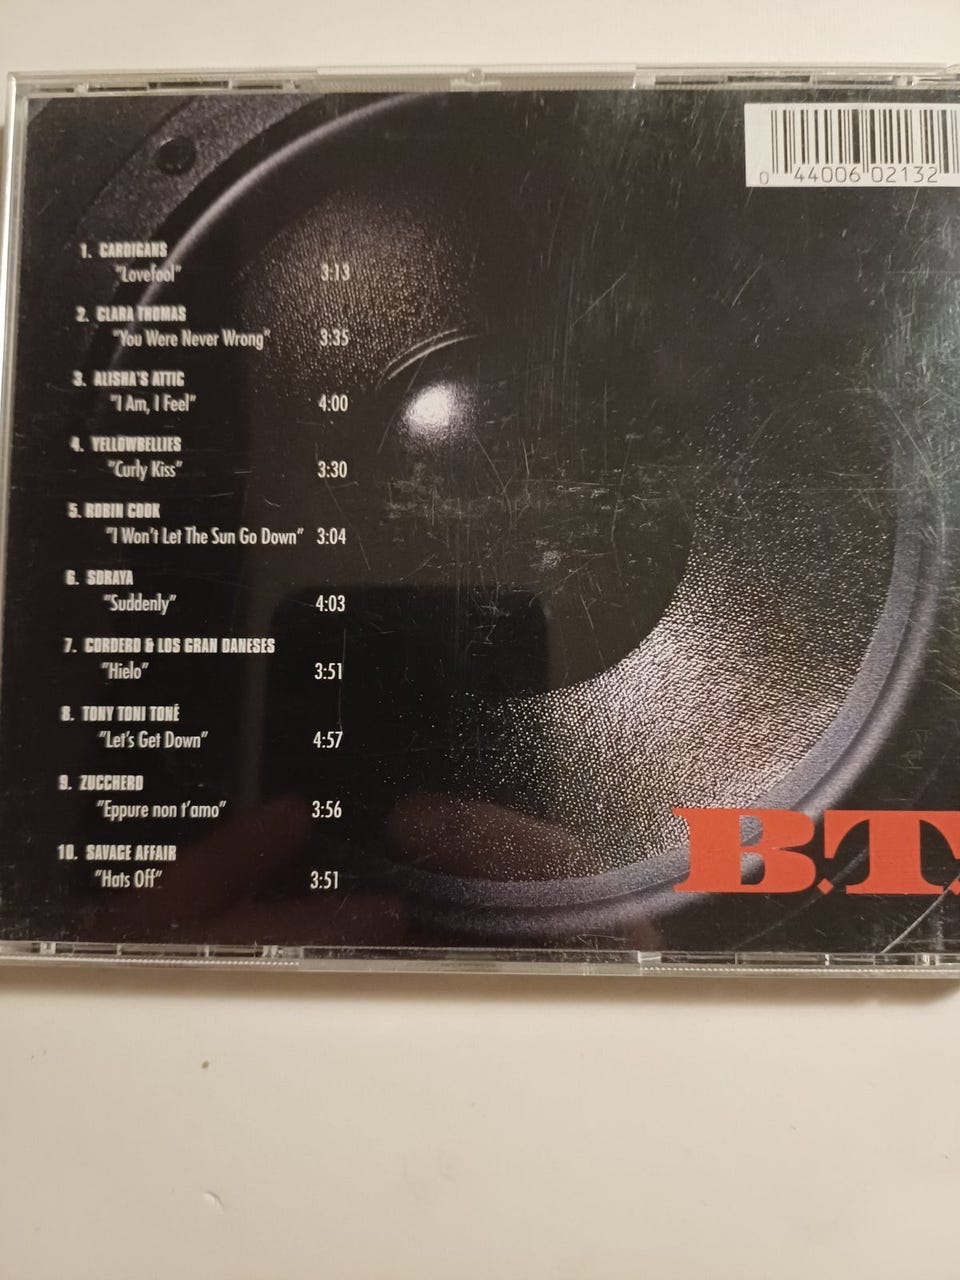 0 44006 02132
1. CARDIGANS
"Lovefool" 3:13
2. CLARA THOMAS
"You Were Never Wrong" 3:35
3. ALISHA'S ATTIC
"I Am, I Feel" 4:00
4. YELLOWBELLIES
"Curly Kiss" 3:30
5. ROBIN COOK
"I Won't Let The Sun Go Down" 3:04
6. SORAYA
"Suddenly" 4:03
7. CORDERO & LOS GRAN DANESES
"Hielo" 3:51
8. TONY TONI TONÉ
"Let's Get Down" 4:57
9. ZUCCHERO
"Eppure non t'amo" 3:56
10. SAVAGE AFFAIR
"Hats Off" 3:51
B.T.